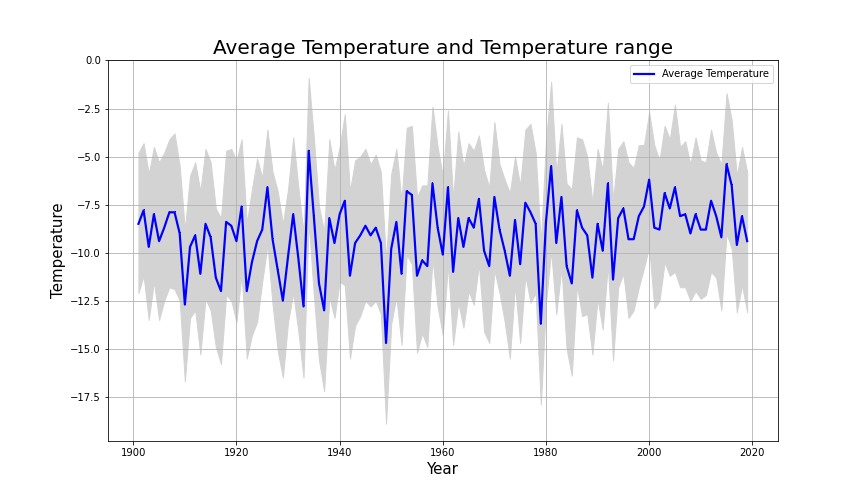 Average Temperature and Temperature range
Average Temperature
Temperature
0.0
−2.5
−5.0
−7.5
−10.0
−12.5
−15.0
−17.5
1900 1920 1940 1960 1980 2000 2020
Year